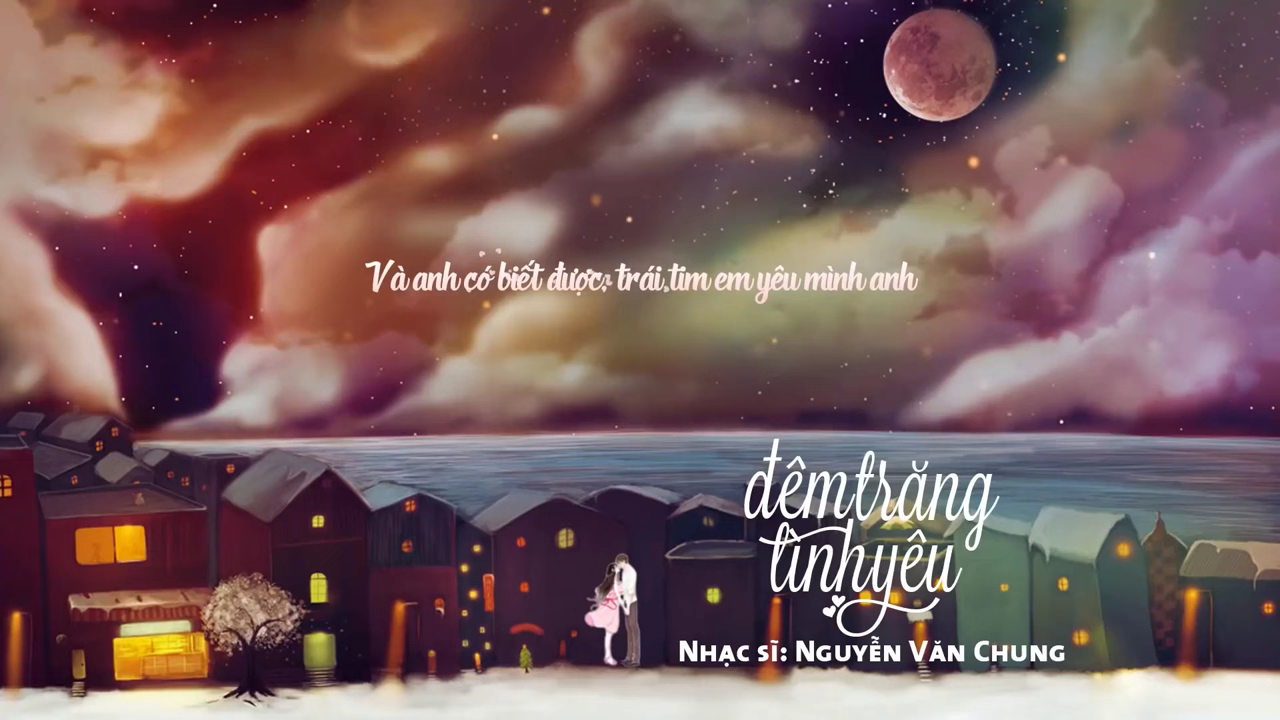 Và anh có biết được, trái tim em yêu mình anh
đêm trăng
tình yêu
Nhạc sĩ: Nguyễn Văn Chung